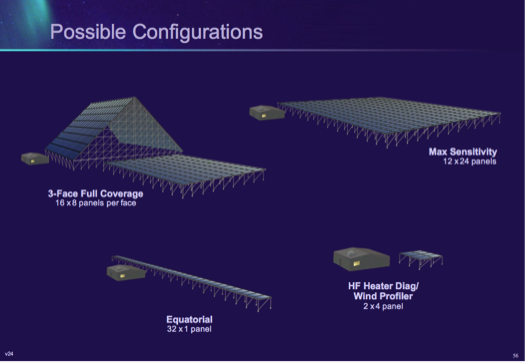 Possible Configurations
Max Sensitivity
12 x 24 panels
3-Face Full Coverage
16 x 8 panels per face
HF Heater Diag/
Wind Profiler
2 x 4 panel
Equatorial
32 x 1 panel
v24
56